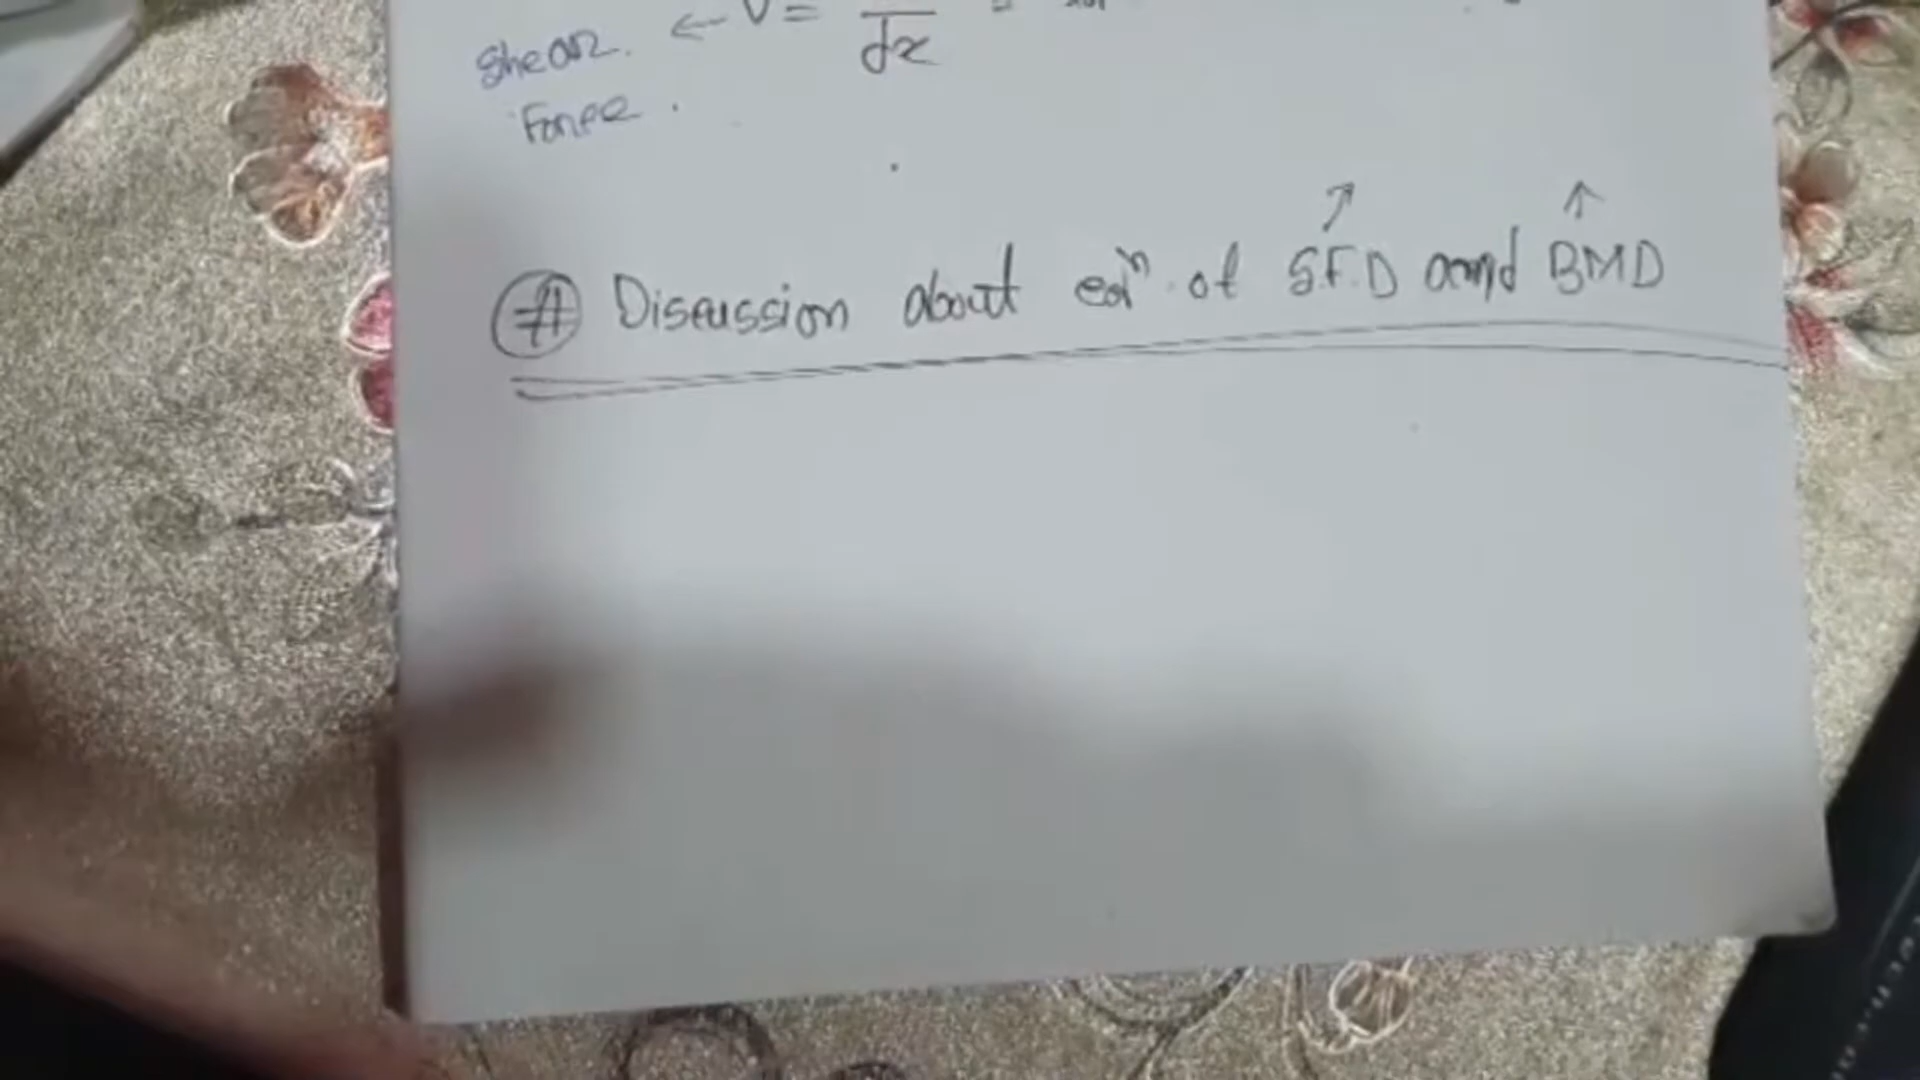 Shear. ← V = /dx =
Force.
# Discussion about eqn. of S.F.D and BMD